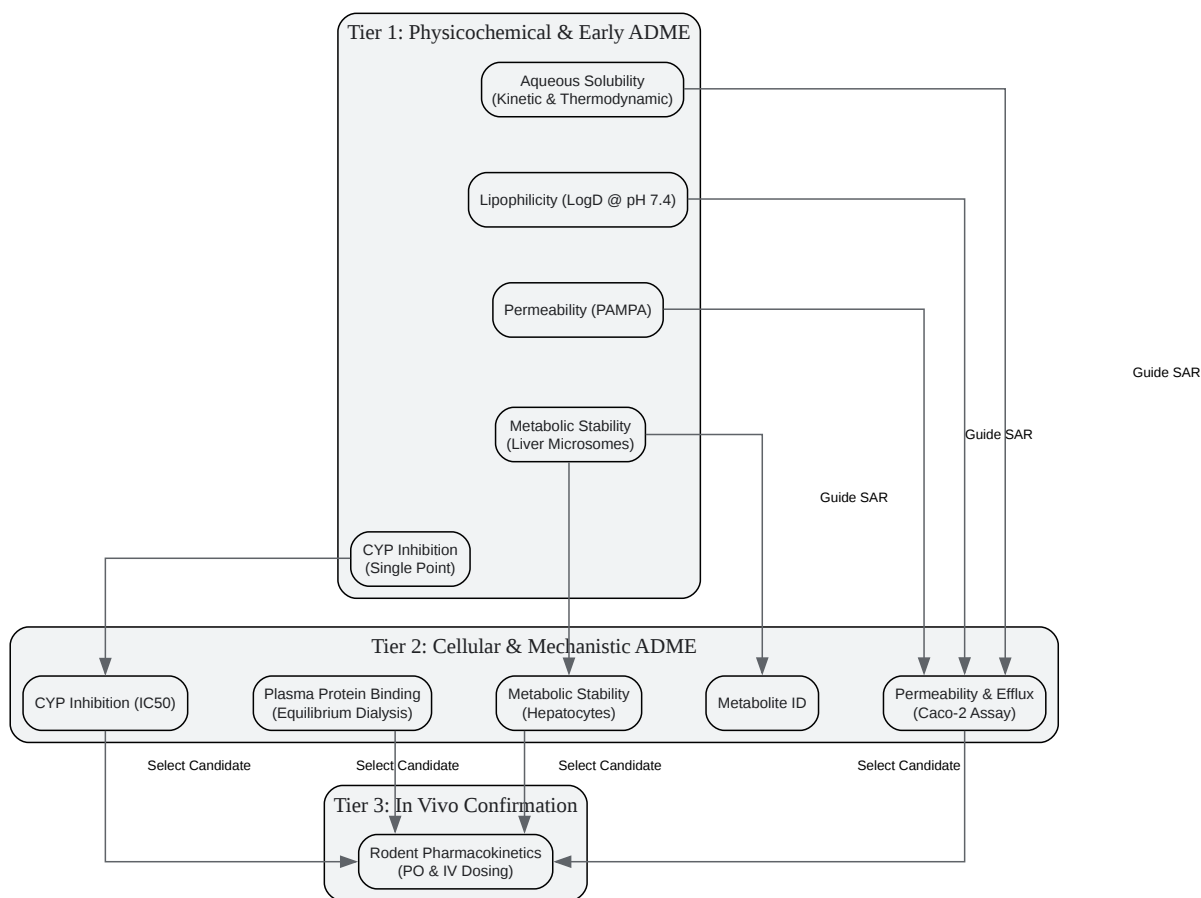 Tier 1: Physicochemical & Early ADME
Aqueous Solubility
(Kinetic & Thermodynamic)
Lipophilicity (LogD @ pH 7.4)
Permeability (PAMPA)
Guide SAR
Metabolic Stability
(Liver Microsomes)
Guide SAR
Guide SAR
CYP Inhibition
(Single Point)
Tier 2: Cellular & Mechanistic ADME
CYP Inhibition (IC50)
Plasma Protein Binding
(Equilibrium Dialysis)
Metabolic Stability
(Hepatocytes)
Metabolite ID
Permeability & Efflux
(Caco-2 Assay)
Select Candidate
Select Candidate
Select Candidate
Select Candidate
Tier 3: In Vivo Confirmation
Rodent Pharmacokinetics
(PO & IV Dosing)